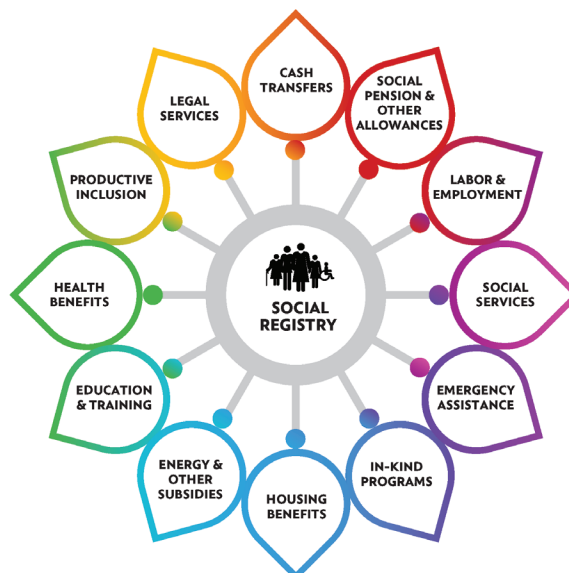 CASH
TRANSFERS
SOCIAL
PENSION &
OTHER
ALLOWANCES
LABOR &
EMPLOYMENT
SOCIAL
SERVICES
EMERGENCY
ASSISTANCE
IN-KIND
PROGRAMS
HOUSING
BENEFITS
ENERGY &
OTHER
SUBSIDIES
EDUCATION
& TRAINING
HEALTH
BENEFITS
PRODUCTIVE
INCLUSION
LEGAL
SERVICES
SOCIAL
REGISTRY